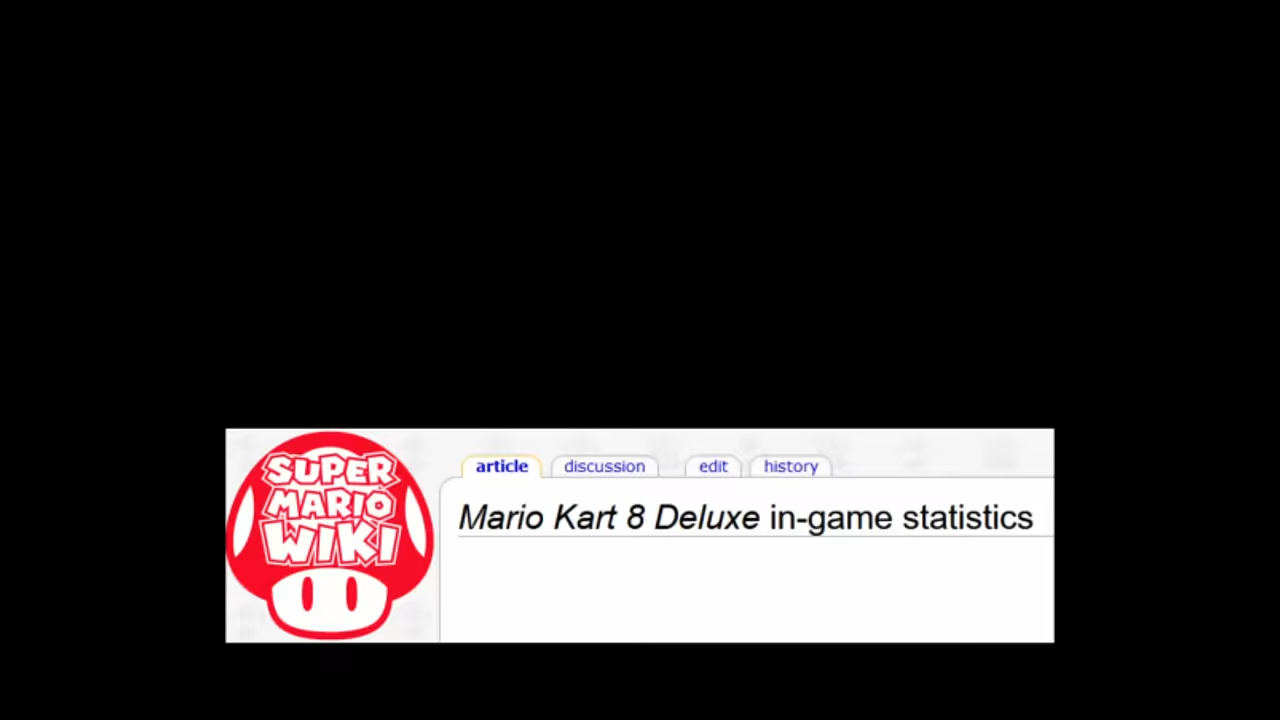 SUPER
MARIO
WIKI
article discussion edit history
Mario Kart 8 Deluxe in-game statistics